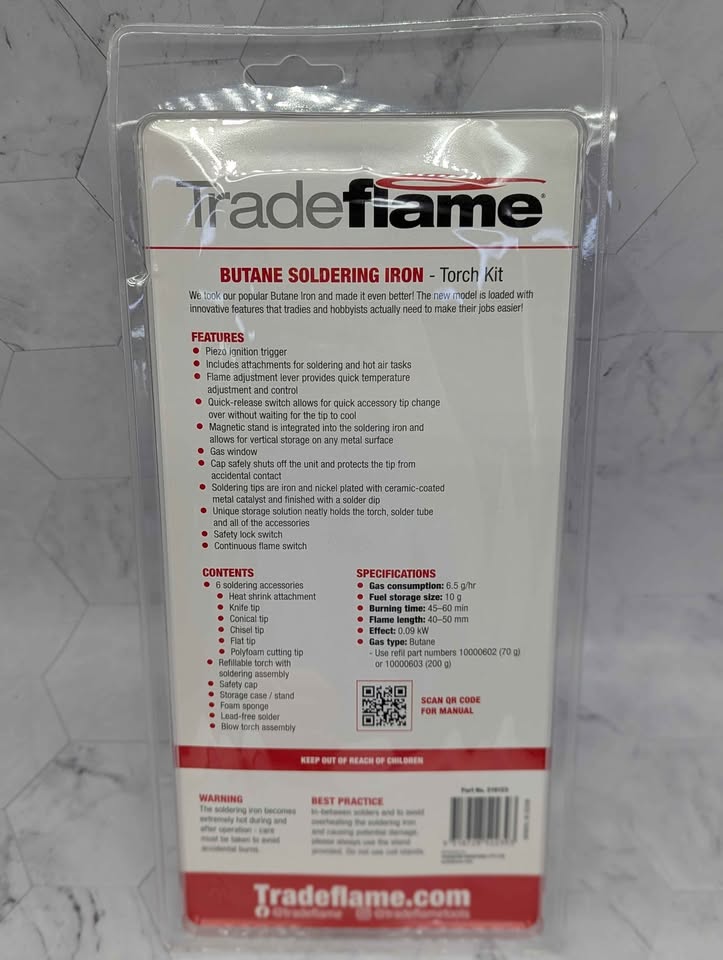 Tradeflame®
BUTANE SOLDERING IRON - Torch Kit
We took our popular Butane Iron and made it even better! The new model is loaded with
innovative features that tradies and hobbyists actually need to make their jobs easier!
FEATURES
Piezo ignition trigger
Includes attachments for soldering and hot air tasks
Flame adjustment lever provides quick temperature
adjustment and control
Quick-release switch allows for quick accessory tip change
over without waiting for the tip to cool
Magnetic stand is integrated into the soldering iron and
allows for vertical storage on any metal surface
Gas window
Cap safely shuts off the unit and protects the tip from
accidental contact
Soldering tips are iron and nickel plated with ceramic-coated
metal catalyst and finished with a solder dip
Unique storage solution neatly holds the torch, solder tube
and all of the accessories
Safety lock switch
Continuous flame switch
CONTENTS
6 soldering accessories
Heat shrink attachment
Knife tip
Conical tip
Chisel tip
Flat tip
Polyfoam cutting tip
Refillable torch with
soldering assembly
Safety cap
Storage case / stand
Foam sponge
Lead-free solder
Blow torch assembly
SPECIFICATIONS
Gas consumption: 6.5 g/hr
Fuel storage size: 10 g
Burning time: 45–60 min
Flame length: 40–50 mm
Effect: 0.09 kW
Gas type: Butane
- Use refil part numbers 10000602 (70 g)
or 10000603 (200 g)
SCAN QR CODE
FOR MANUAL
KEEP OUT OF REACH OF CHILDREN
WARNING
The soldering iron becomes
extremely hot during and
after operation - care
must be taken to avoid
accidental burns.
BEST PRACTICE
In-between solders and to avoid
overheating the soldering iron
and causing potential damage,
please always use the stand
provided. Do not use coil stands.
Part No.
Tradeflame.com
@tradeflame @tradeflametools